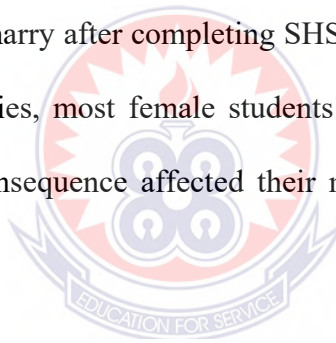 marry after completing SHS
ies, most female students
nsequence affected their r
EDUCATION FOR SERVICE